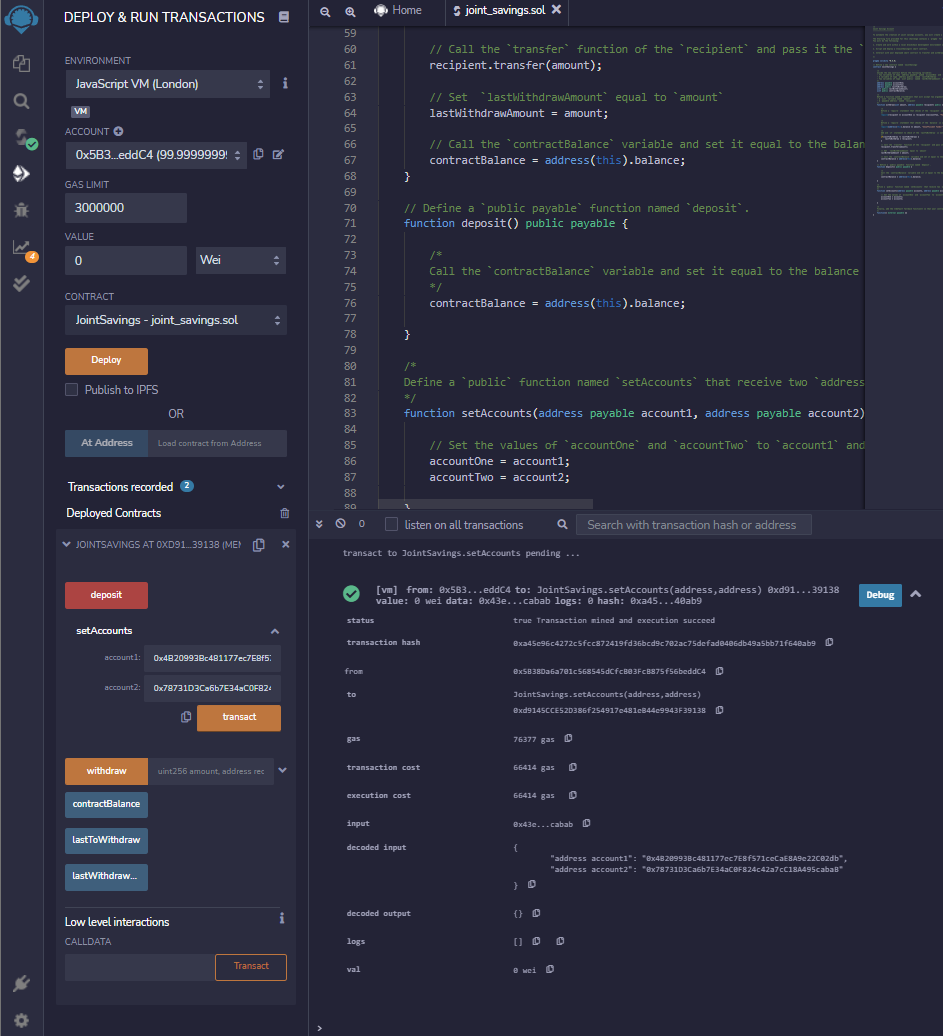 DEPLOY & RUN TRANSACTIONS
ENVIRONMENT
JavaScript VM (London)
VM
ACCOUNT
0x5B3...eddC4 (99.99999999!
GAS LIMIT
3000000
VALUE
0
Wei
CONTRACT
JointSavings - joint_savings.sol
Deploy
Publish to IPFS
OR
At Address
Load contract from Address
Transactions recorded 2
Deployed Contracts
JOINTSAVINGS AT 0XD91...39138 (MEM
deposit
setAccounts
account1: 0x4B20993Bc481177ec7E8f5:
account2: 0x78731D3Ca6b7E34aC0F824
transact
withdraw
uint256 amount, address rec
contractBalance
lastToWithdraw
lastWithdraw...
Low level interactions
CALLDATA
Transact
4
Home
joint_savings.sol
59
60 // Call the `transfer` function of the `recipient` and pass it the `
61 recipient.transfer(amount);
62
63 // Set  `lastWithdrawAmount` equal to `amount`
64 lastWithdrawAmount = amount;
65
66 // Call the `contractBalance` variable and set it equal to the balan
67 contractBalance = address(this).balance;
68 }
69
70 // Define a `public payable` function named `deposit`.
71 function deposit() public payable {
72
73 /*
74 Call the `contractBalance` variable and set it equal to the balance
75 */
76 contractBalance = address(this).balance;
77
78 }
79
80 /*
81 Define a `public` function named `setAccounts` that receive two `address
82 */
83 function setAccounts(address payable account1, address payable account2)
84
85 // Set the values of `accountOne` and `accountTwo` to `account1` and
86 accountOne = account1;
87 accountTwo = account2;
88
89 }
0
listen on all transactions
Search with transaction hash or address
transact to JointSavings.setAccounts pending ...
[vm] from: 0x5B3...eddC4 to: JointSavings.setAccounts(address,address) 0xd91...39138
value: 0 wei data: 0x43e...cabab logs: 0 hash: 0xa45...40ab9
Debug
status true Transaction mined and execution succeed
transaction hash 0xa45e96c4272c5fcc872419fd36bcd9c702ac75defad0406db49a5bb71f640ab9
from 0x5B38Da6a701c568545dCfcB03FcB875f56beddC4
to JointSavings.setAccounts(address,address)
0xd9145CCE52D386f254917e481eB44e9943F39138
gas 76377 gas
transaction cost 66414 gas
execution cost 66414 gas
input 0x43e...cabab
decoded input {
"address account1": "0x4B20993Bc481177ec7E8f571ceCaE8A9e22C02db",
"address account2": "0x78731D3Ca6b7E34aC0F824c42a7cC18A495cabaB"
}
decoded output {}
logs []
val 0 wei
>